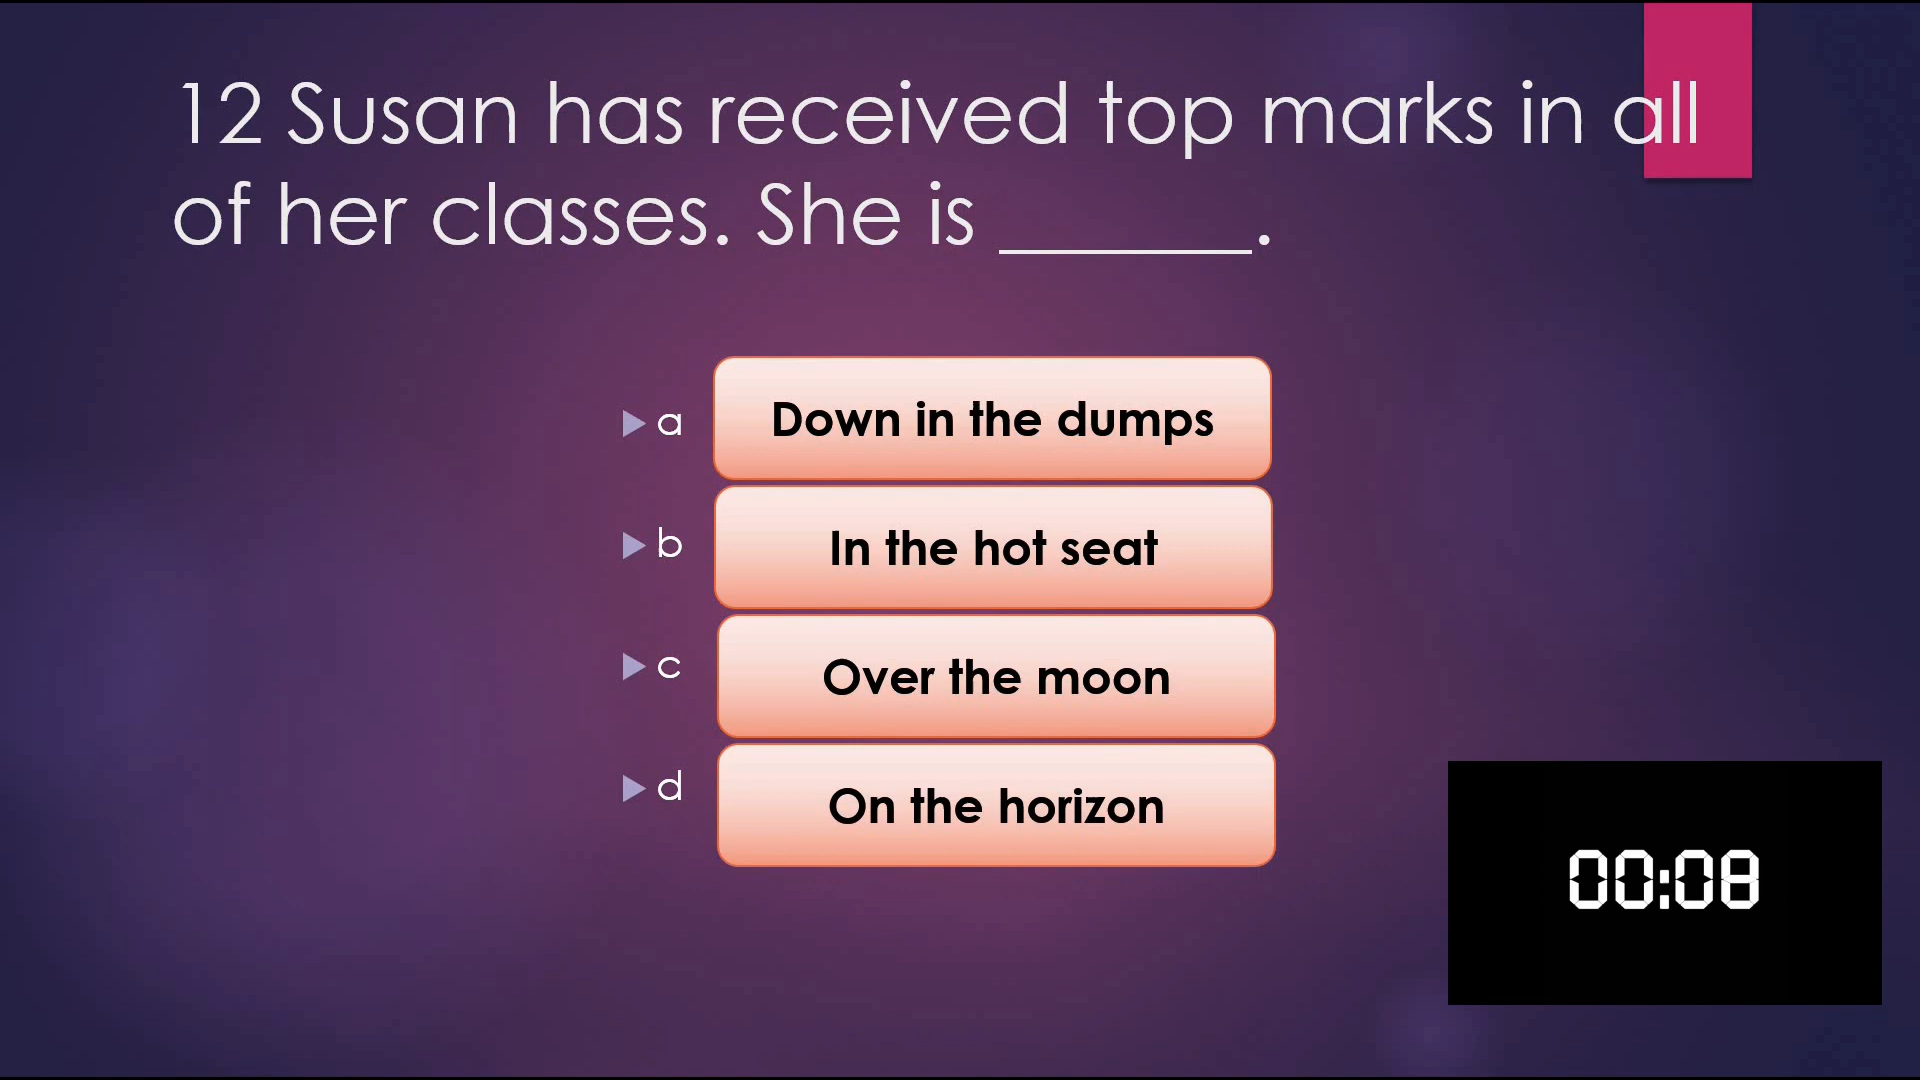 12 Susan has received top marks in all
of her classes. She is ______.
a Down in the dumps
b In the hot seat
c Over the moon
d On the horizon
00:08